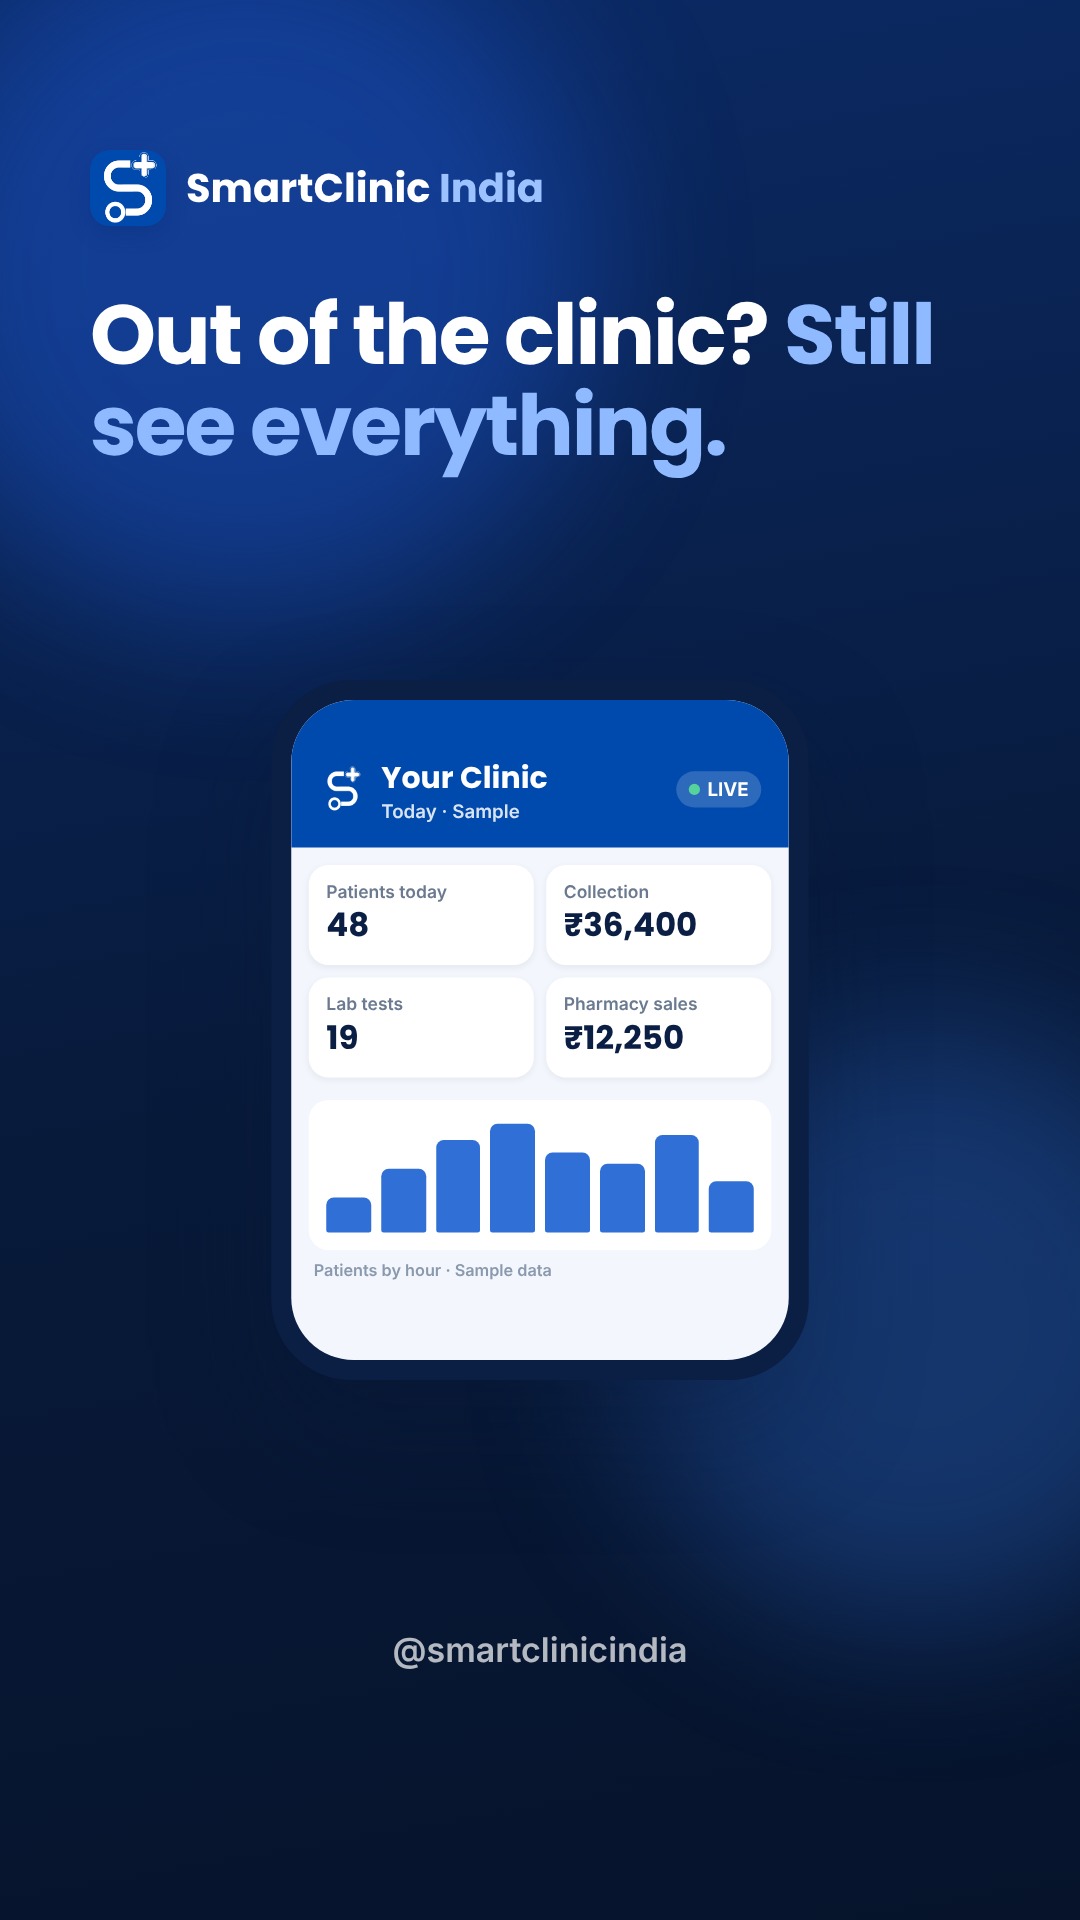 SmartClinic India
Out of the clinic? Still
see everything.
Your Clinic
Today · Sample
LIVE
Patients today
48
Collection
₹36,400
Lab tests
19
Pharmacy sales
₹12,250
Patients by hour · Sample data
@smartclinicindia